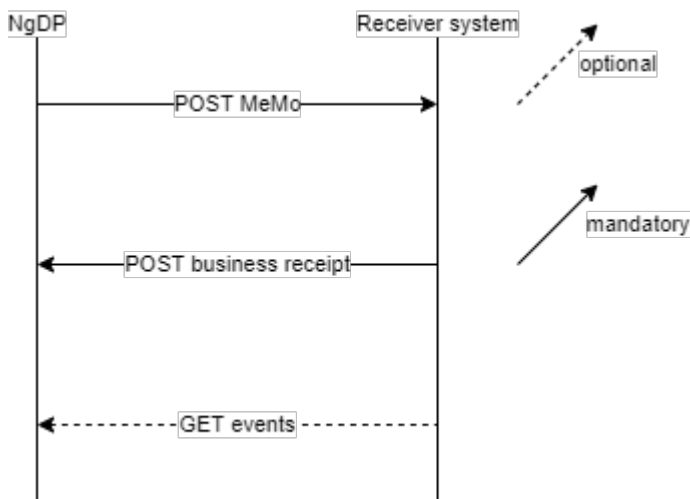 NgDP
Receiver system
optional
POST MeMo
mandatory
POST business receipt
GET events